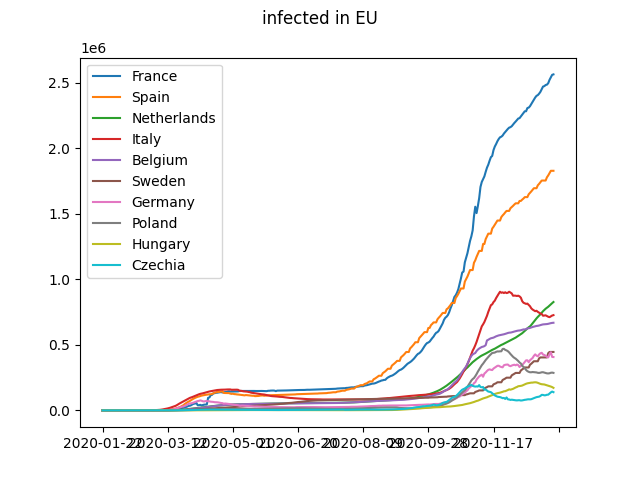 infected in EU
1e6
2.5
2.0
1.5
1.0
0.5
0.0
France
Spain
Netherlands
Italy
Belgium
Sweden
Germany
Poland
Hungary
Czechia
2020-01-22 2020-03-12 2020-05-01 2020-06-20 2020-08-09 2020-09-28 2020-11-17